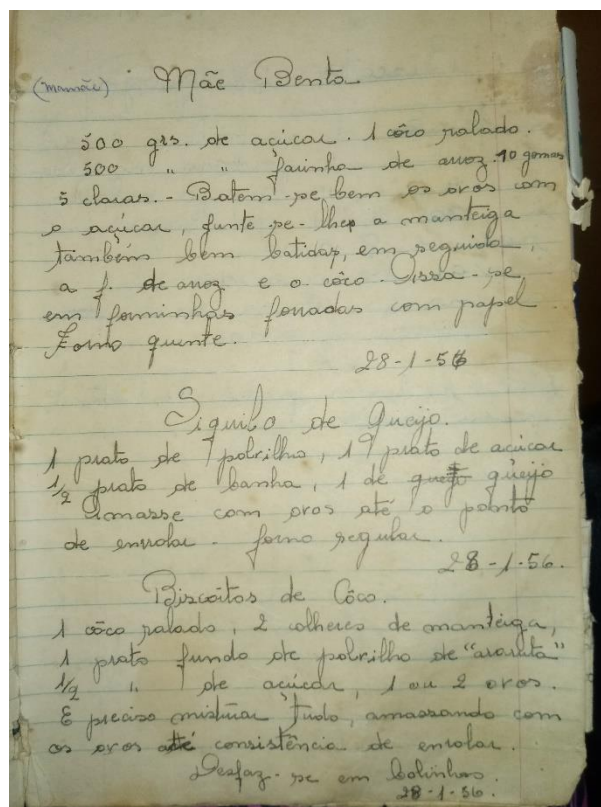 (mamãe) Mãe Benta
500 grs. de açúcar. 1 côco ralado.
500 " " farinha de arroz. 10 gemas
5 claras. - Batem-se bem os ovos com
o açúcar, junte-se-lhe a manteiga
também bem batidas, em seguida,
a f. de arroz e o côco. Assa-se,
em forminhas forradas com papel.
Forno quente.
28-1-56
Siquilo de Queijo.
1 prato de polvilho, 1 prato de açúcar
1/2 prato de banha, 1 de queijo
Amasse com ovos até o ponto
de enrolar - forno regular.
28-1-56.
Biscoitos de Côco.
1 côco ralado, 2 colheres de manteiga,
1 prato fundo de polvilho de "araruta"
1/2 " de açúcar, 1 ou 2 ovos.
É preciso misturar tudo, amassando com
os ovos até consistência de enrolar.
Desfaz-se em bolinhos.
28-1-56.